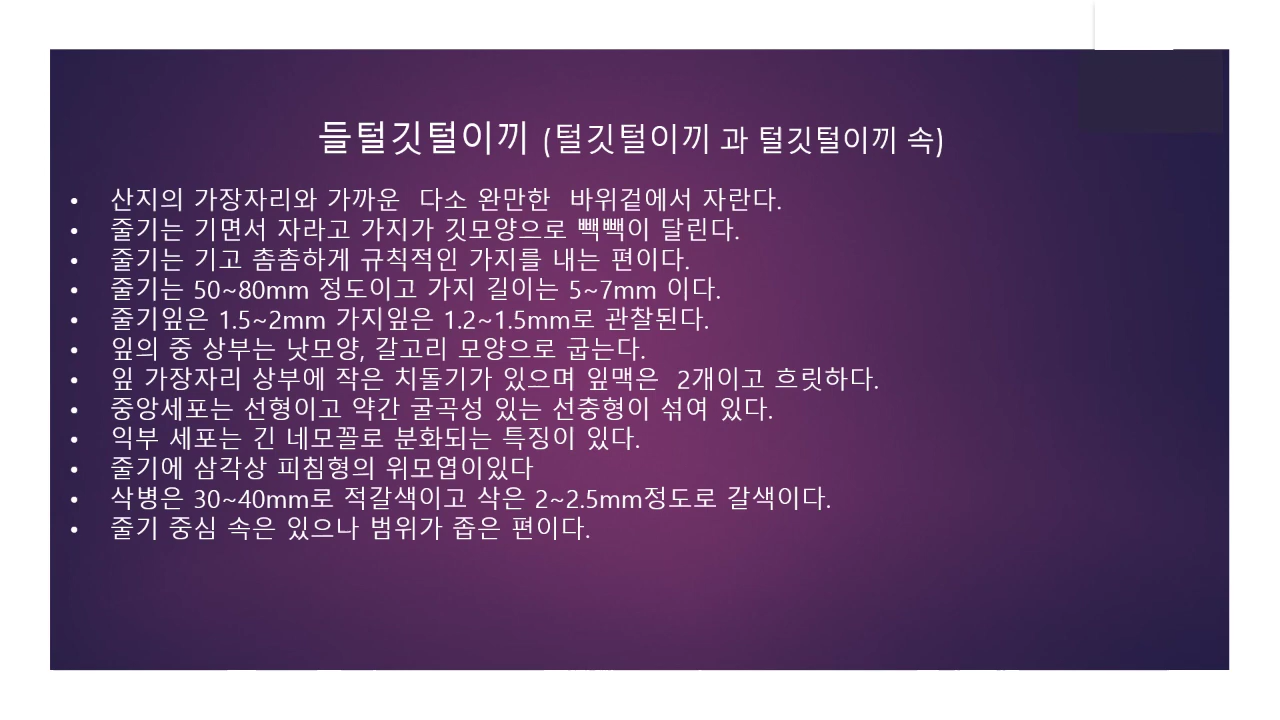 들털깃털이끼 (털깃털이끼 과 털깃털이끼 속)
• 산지의 가장자리와 가까운  다소 완만한  바위겉에서 자란다.
• 줄기는 기면서 자라고 가지가 깃모양으로 빽빽이 달린다.
• 줄기는 기고 촘촘하게 규칙적인 가지를 내는 편이다.
• 줄기는 50~80mm 정도이고 가지 길이는 5~7mm 이다.
• 줄기잎은 1.5~2mm 가지잎은 1.2~1.5mm로 관찰된다.
• 잎의 중 상부는 낫모양, 갈고리 모양으로 굽는다.
• 잎 가장자리 상부에 작은 치돌기가 있으며 잎맥은  2개이고 흐릿하다.
• 중앙세포는 선형이고 약간 굴곡성 있는 선충형이 섞여 있다.
• 익부 세포는 긴 네모꼴로 분화되는 특징이 있다.
• 줄기에 삼각상 피침형의 위모엽이있다
• 삭병은 30~40mm로 적갈색이고 삭은 2~2.5mm정도로 갈색이다.
• 줄기 중심 속은 있으나 범위가 좁은 편이다.